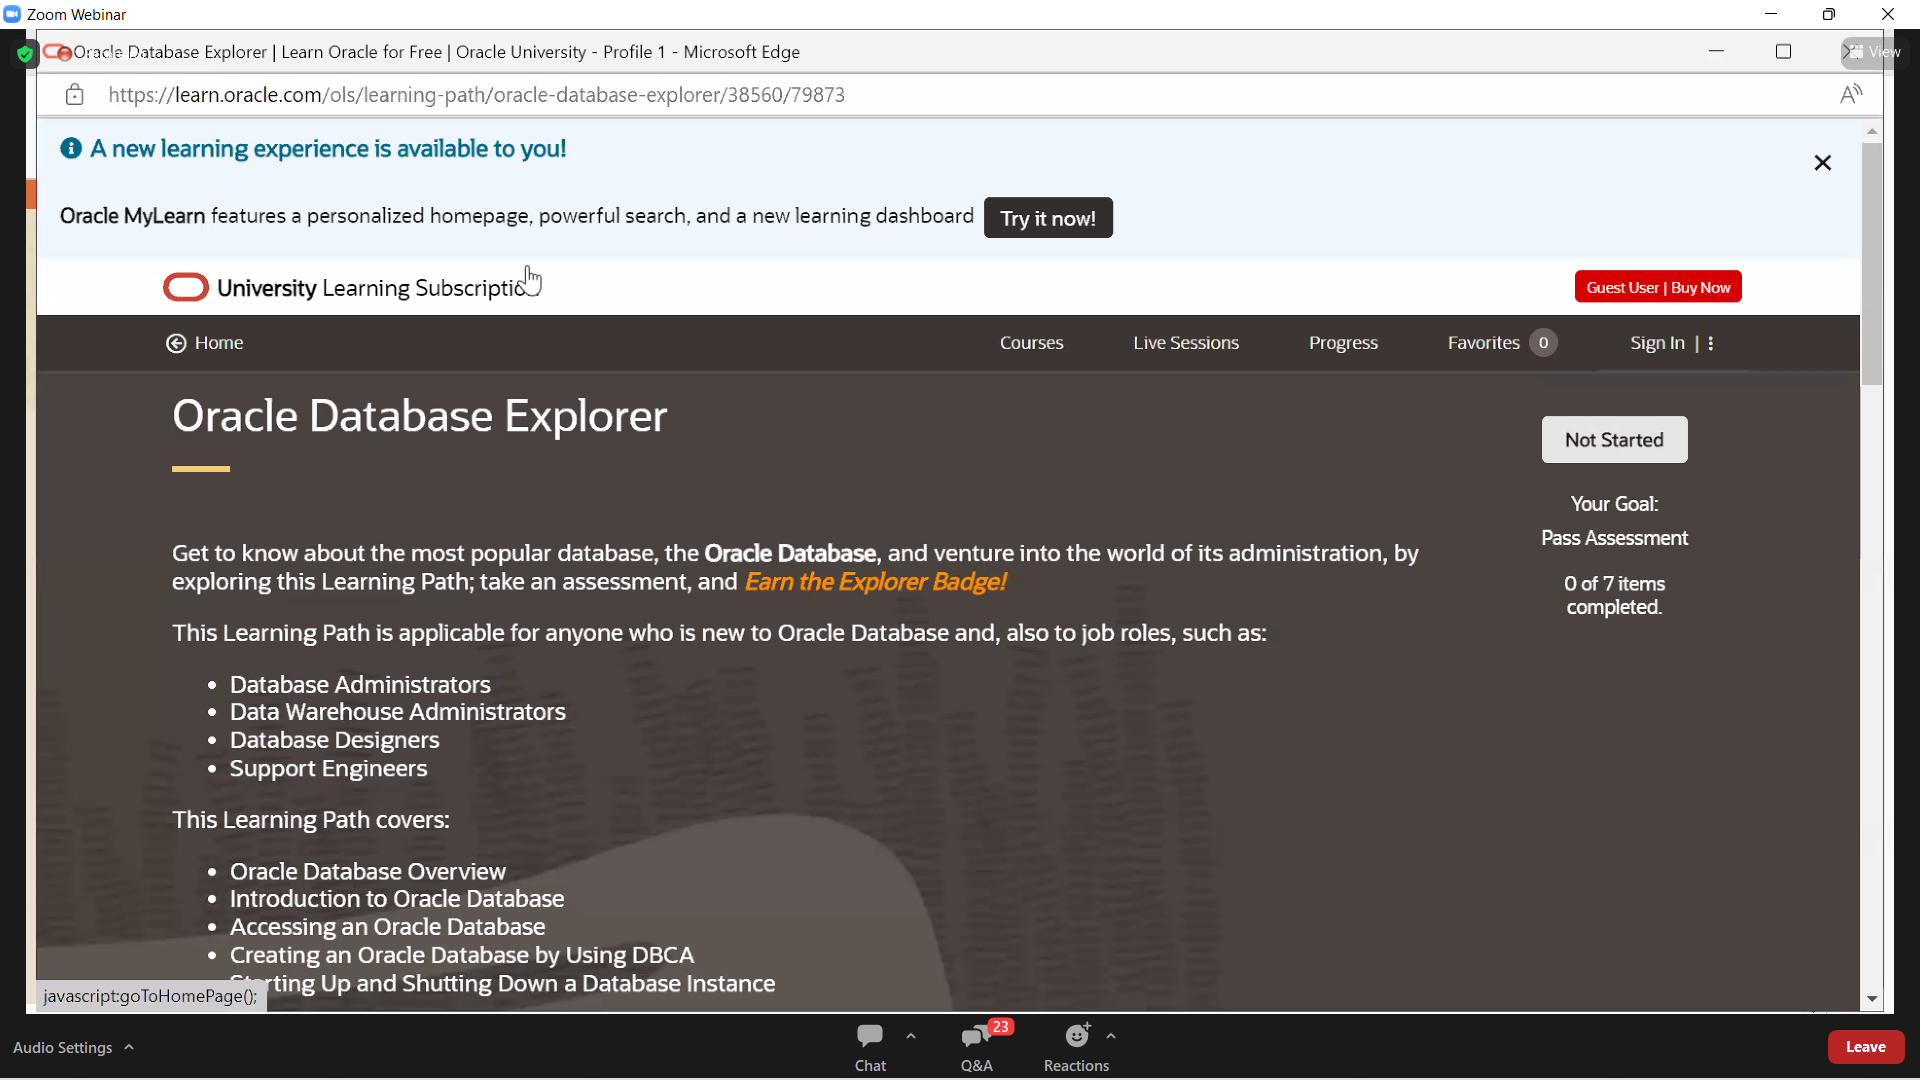 Zoom Webinar
Oracle Database Explorer | Learn Oracle for Free | Oracle University - Profile 1 - Microsoft Edge
View
https://learn.oracle.com/ols/learning-path/oracle-database-explorer/38560/79873
A new learning experience is available to you!
Oracle MyLearn features a personalized homepage, powerful search, and a new learning dashboard Try it now!
University Learning Subscription
Guest User | Buy Now
Home Courses Live Sessions Progress Favorites 0 Sign In |
Oracle Database Explorer
Not Started
Your Goal:
Pass Assessment
0 of 7 items
completed.
Get to know about the most popular database, the Oracle Database, and venture into the world of its administration, by
exploring this Learning Path; take an assessment, and Earn the Explorer Badge!
This Learning Path is applicable for anyone who is new to Oracle Database and, also to job roles, such as:
• Database Administrators
• Data Warehouse Administrators
• Database Designers
• Support Engineers
This Learning Path covers:
• Oracle Database Overview
• Introduction to Oracle Database
• Accessing an Oracle Database
• Creating an Oracle Database by Using DBCA
Starting Up and Shutting Down a Database Instance
javascript:goToHomePage();
Audio Settings
Chat
23
Q&A
Reactions
Leave